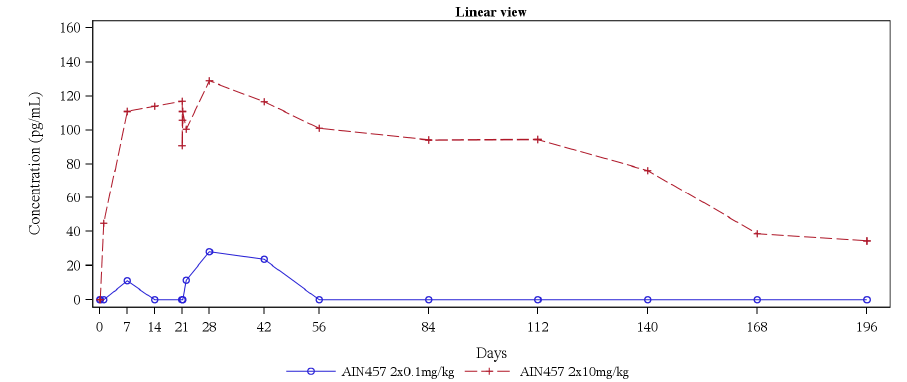 Linear view
Concentration (pg/mL)
160
140
120
100
80
60
40
20
0
0 7 14 21 28 42 56 84 112 140 168 196
Days
AIN457 2x0.1mg/kg AIN457 2x10mg/kg